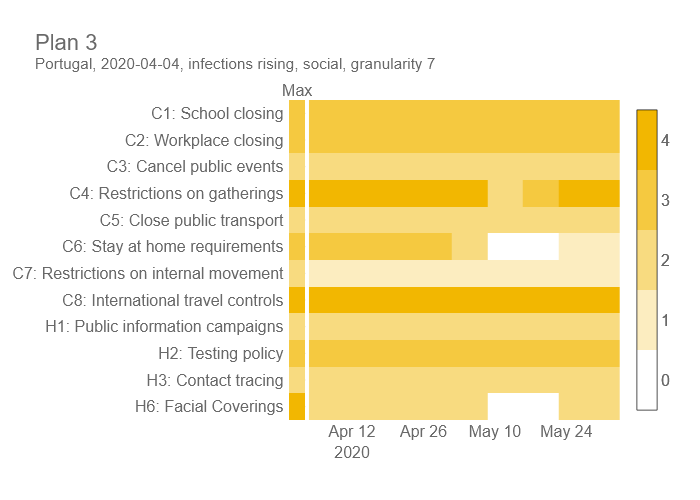 Plan 3
Portugal, 2020-04-04, infections rising, social, granularity 7
Max
C1: School closing
C2: Workplace closing
C3: Cancel public events
C4: Restrictions on gatherings
C5: Close public transport
C6: Stay at home requirements
C7: Restrictions on internal movement
C8: International travel controls
H1: Public information campaigns
H2: Testing policy
H3: Contact tracing
H6: Facial Coverings
Apr 12 Apr 26 May 10 May 24
2020
4
3
2
1
0